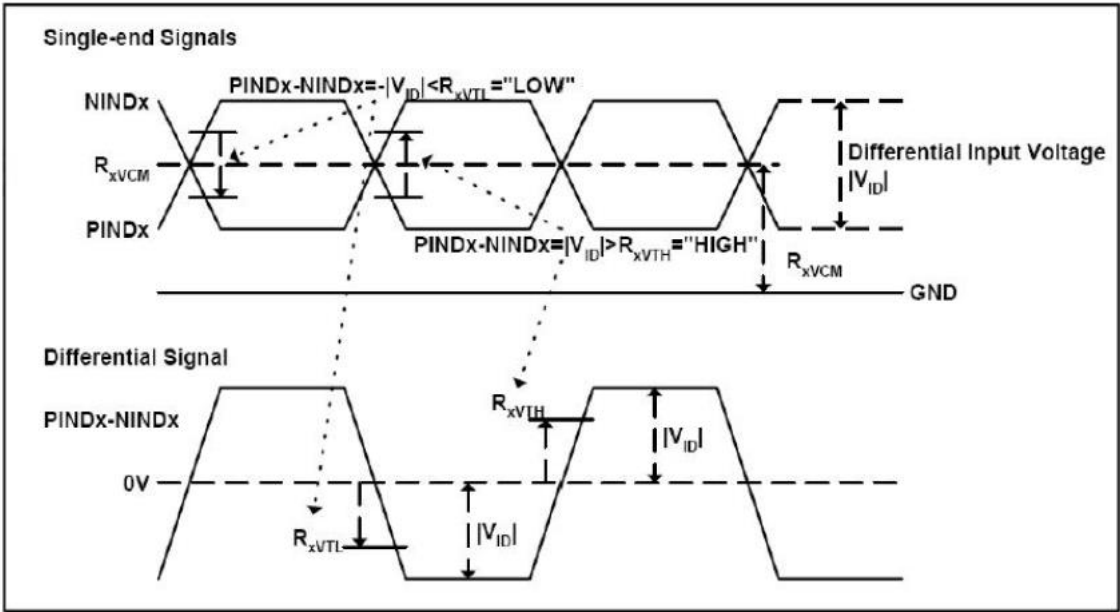 Single-end Signals
PINDx-NINDx=-|VID|<RxVTL="LOW"
NINDx
RxVCM
Differential Input Voltage
|VID|
PINDx
PINDx-NINDx=|VID|>RxVTH="HIGH"
RxVCM
GND
Differential Signal
RxVTH
PINDx-NINDx
|VID|
0V
RxVTL
|VID|